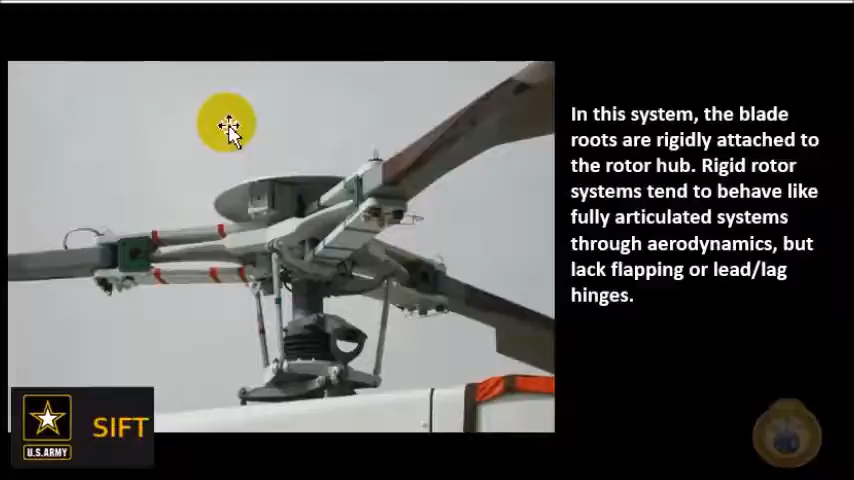 In this system, the blade
roots are rigidly attached to
the rotor hub. Rigid rotor
systems tend to behave like
fully articulated systems
through aerodynamics, but
lack flapping or lead/lag
hinges.
SIFT
U.S.ARMY